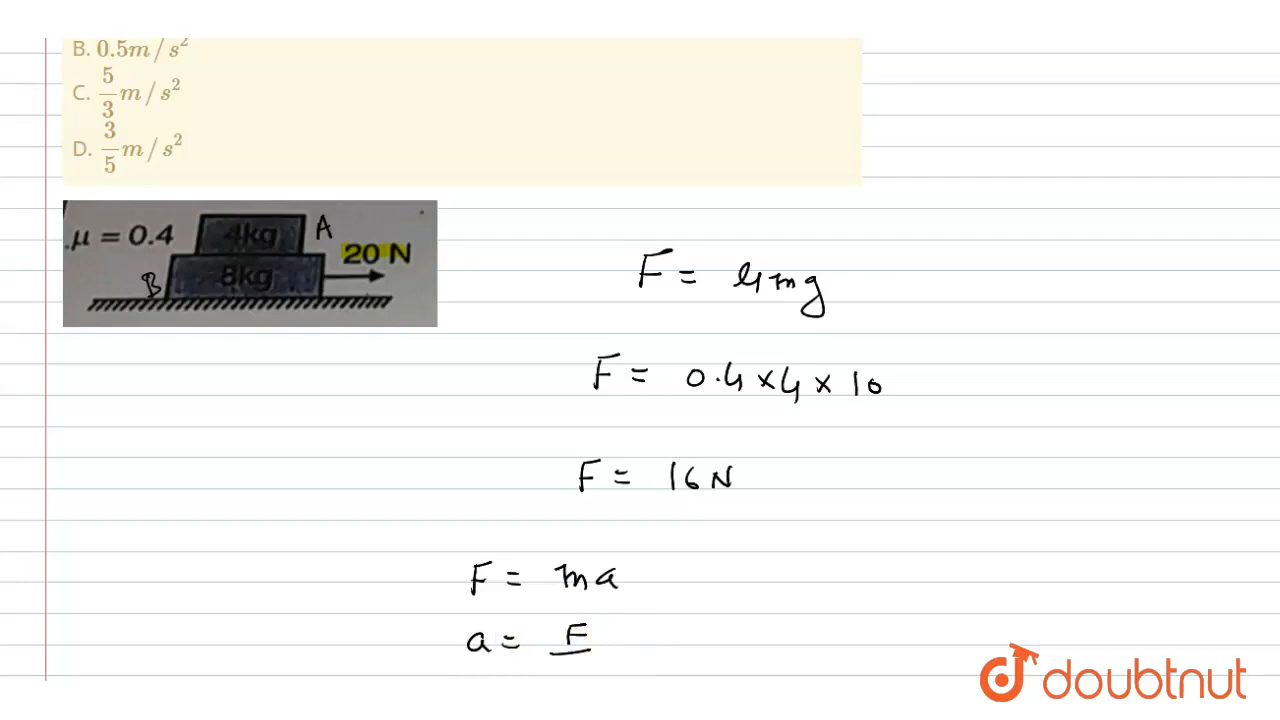 B. 0.5m/s²
C. 5/3 m/s²
D. 3/5 m/s²
μ = 0.4
4kg
A
20 N
B
8kg
F = μmg
F = 0.4 × 4 × 10
F = 16N
F = ma
a = F
doubtnut